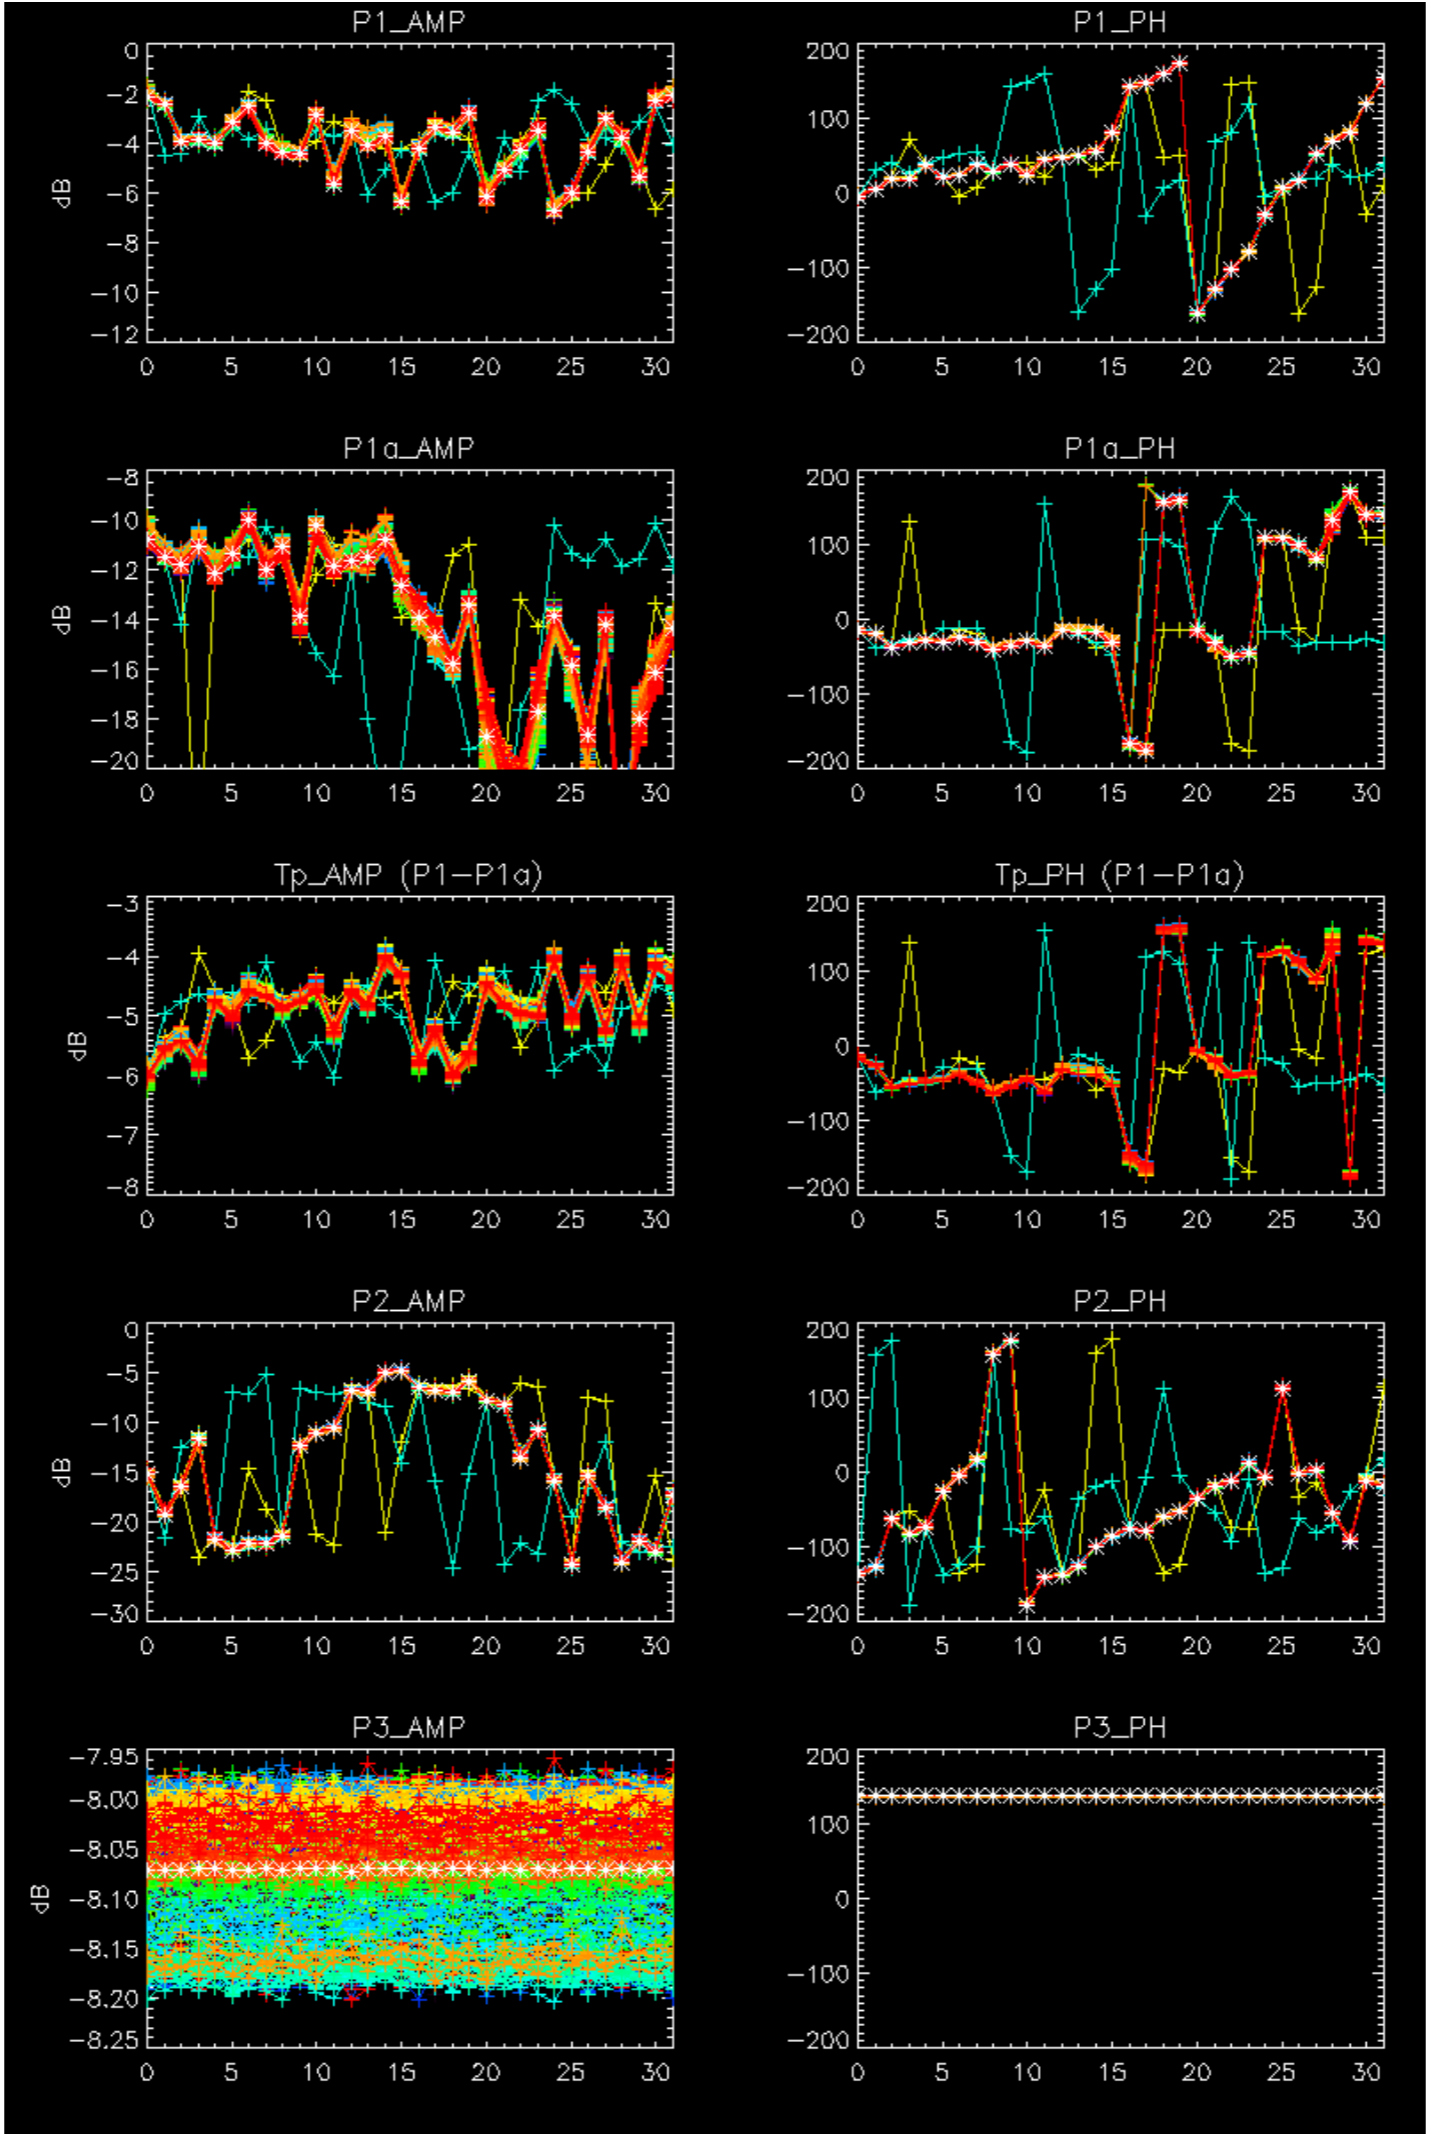 P1_AMP P1_PH
0 200
-2 100
-4 0
-6 -100
-8 -200
-10
-12
dB
0 5 10 15 20 25 30 0 5 10 15 20 25 30
P1a_AMP P1a_PH
-8 200
-10 100
-12 0
-14 -100
-16 -200
-18
-20
dB
0 5 10 15 20 25 30 0 5 10 15 20 25 30
Tp_AMP (P1-P1a) Tp_PH (P1-P1a)
-3 200
-4 100
-5 0
-6 -100
-7 -200
-8
dB
0 5 10 15 20 25 30 0 5 10 15 20 25 30
P2_AMP P2_PH
0 200
-5 100
-10 0
-15 -100
-20 -200
-25
-30
dB
0 5 10 15 20 25 30 0 5 10 15 20 25 30
P3_AMP P3_PH
-7.95 200
-8.00 100
-8.05 0
-8.10 -100
-8.15 -200
-8.20
-8.25
dB
0 5 10 15 20 25 30 0 5 10 15 20 25 30